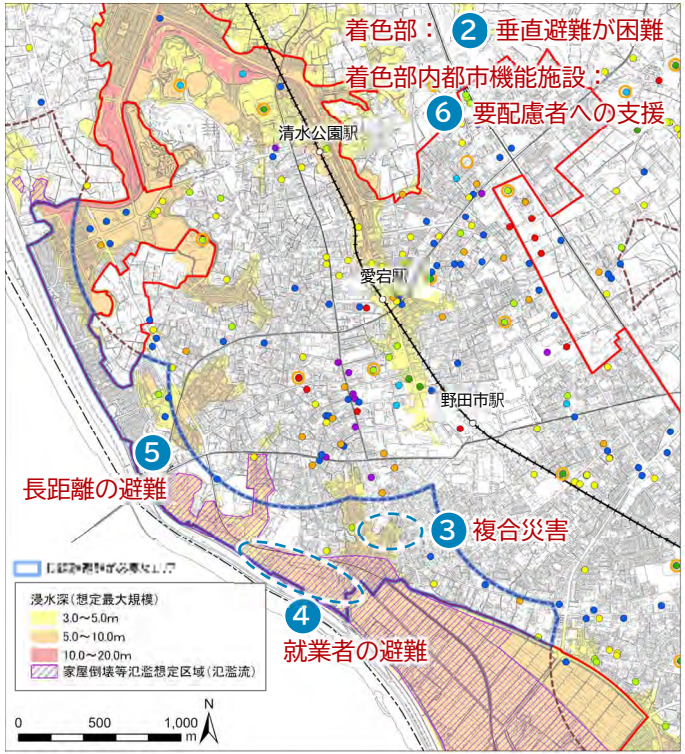 着色部： 2 垂直避難が困難
着色部内都市機能施設：
6 要配慮者への支援
清水公園駅
愛宕駅
野田市駅
5
長距離の避難
3 複合災害
4
就業者の避難
浸水深(想定最大規模)
3.0～5.0m
5.0～10.0m
10.0～20.0m
家屋倒壊等氾濫想定区域(氾濫流)
0 500 1,000
m
N